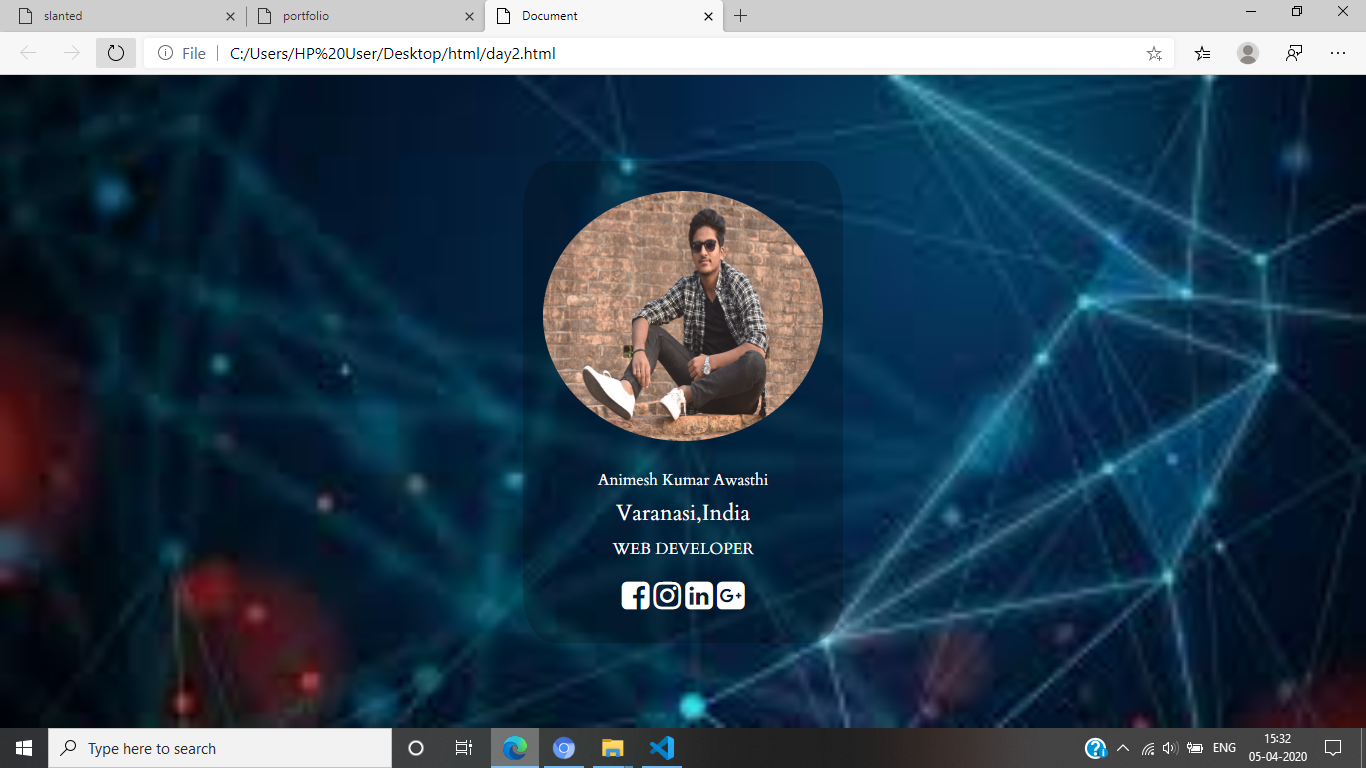 slanted
portfolio
Document
File
C:/Users/HP%20User/Desktop/html/day2.html
Animesh Kumar Awasthi
Varanasi,India
WEB DEVELOPER
f in G+
Type here to search
ENG
15:32
05-04-2020